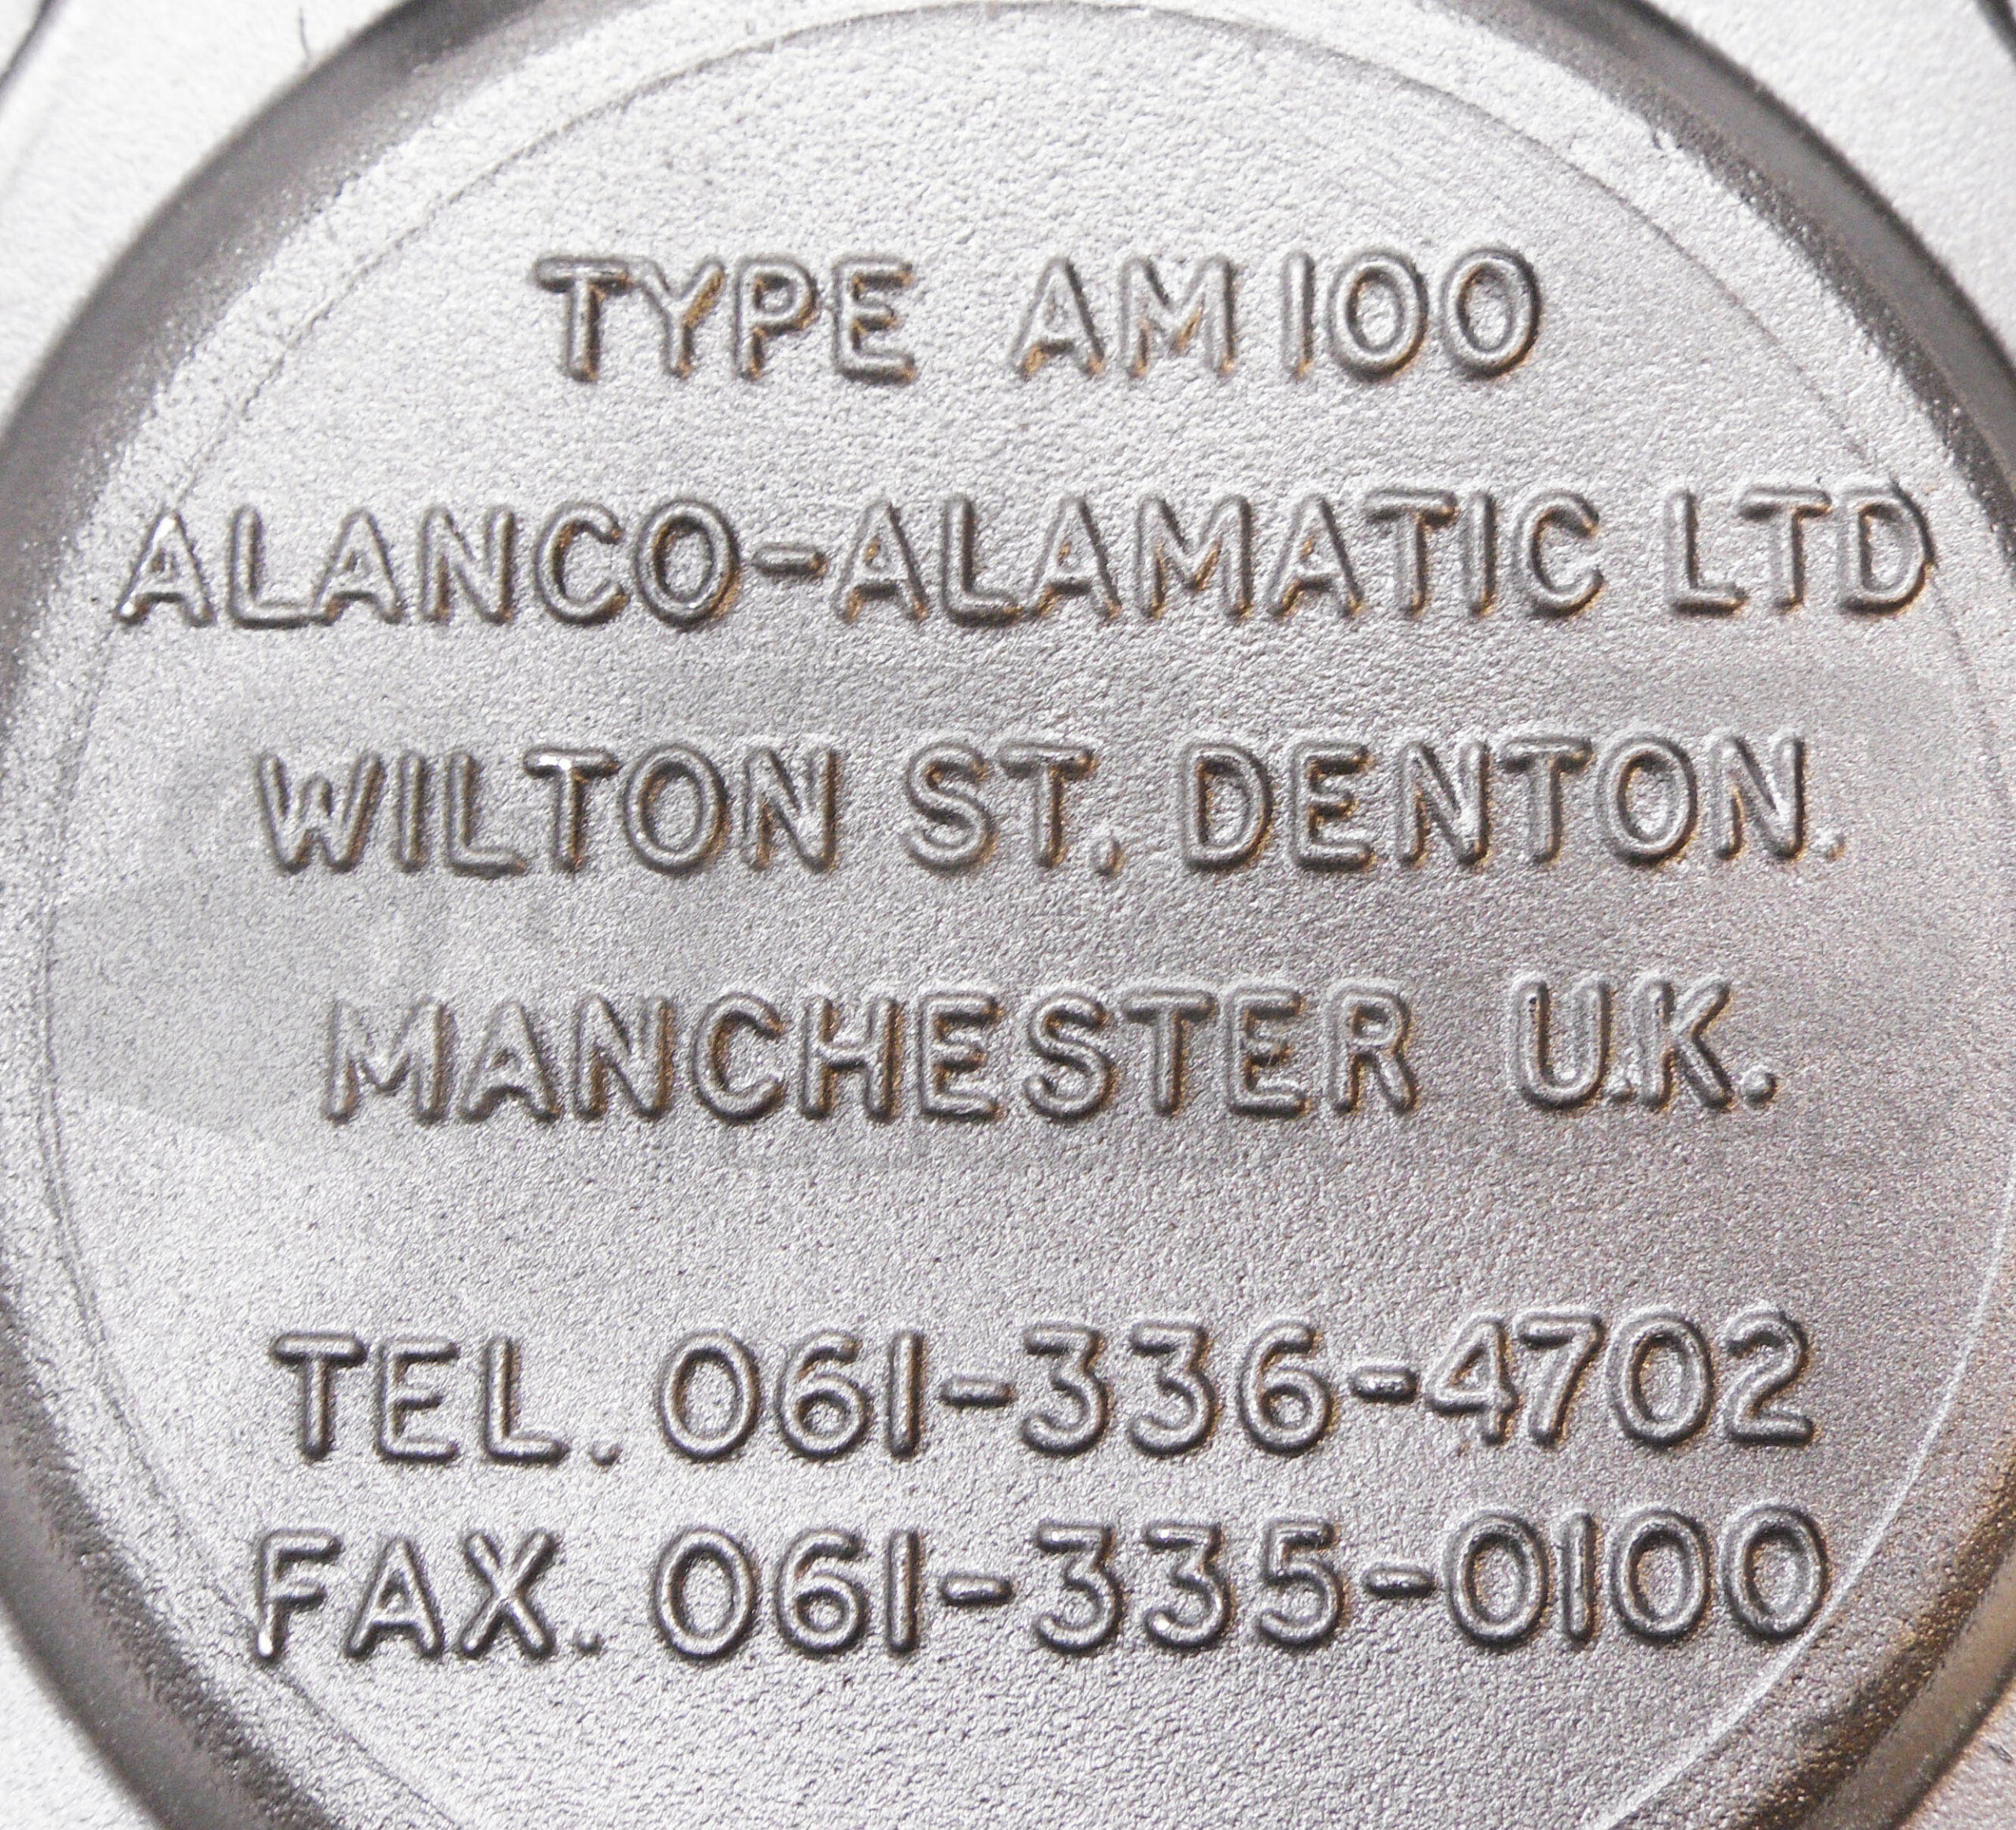 TYPE AM100
ALANCO-ALAMATIC LTD
WILTON ST. DENTON.
MANCHESTER U.K.
TEL. 061-336-4702
FAX. 061-335-0100